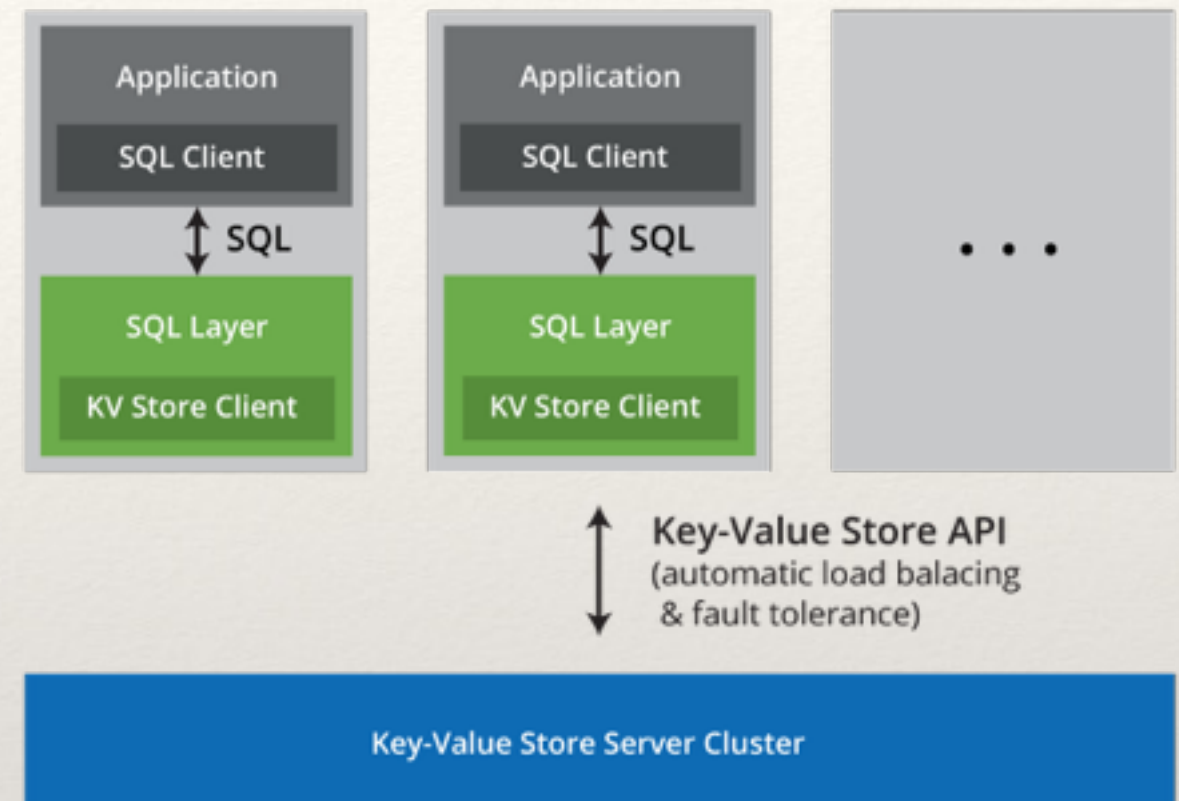 Application
SQL Client
SQL
SQL Layer
KV Store Client
Application
SQL Client
SQL
SQL Layer
KV Store Client
. . .
Key-Value Store API
(automatic load balacing
& fault tolerance)
Key-Value Store Server Cluster